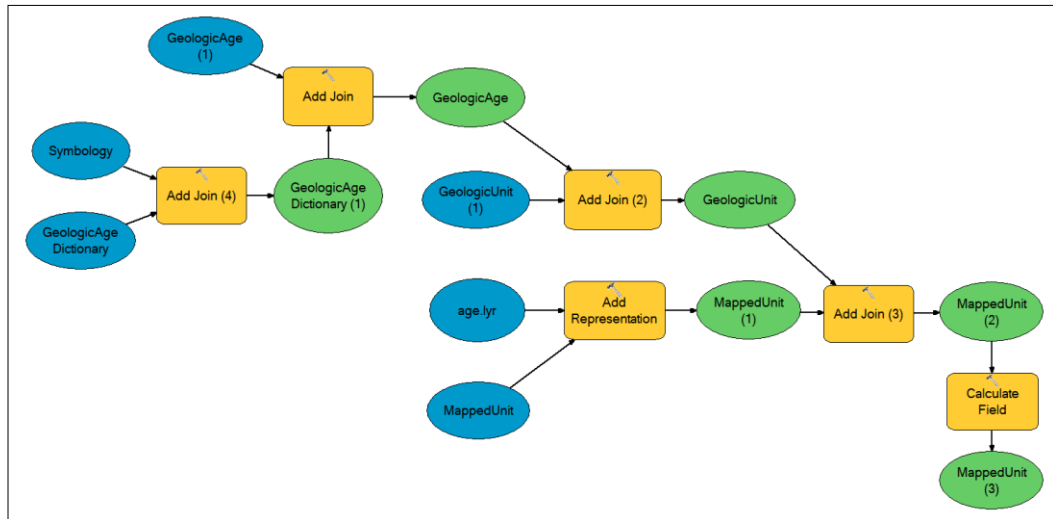 GeologicAge
(1)
Add Join
GeologicAge
Symbology
Add Join (4)
GeologicAge
Dictionary (1)
GeologicAge
Dictionary
GeologicUnit
(1)
Add Join (2)
GeologicUnit
age.lyr
Add
Representation
MappedUnit
(1)
Add Join (3)
MappedUnit
(2)
MappedUnit
Calculate
Field
MappedUnit
(3)